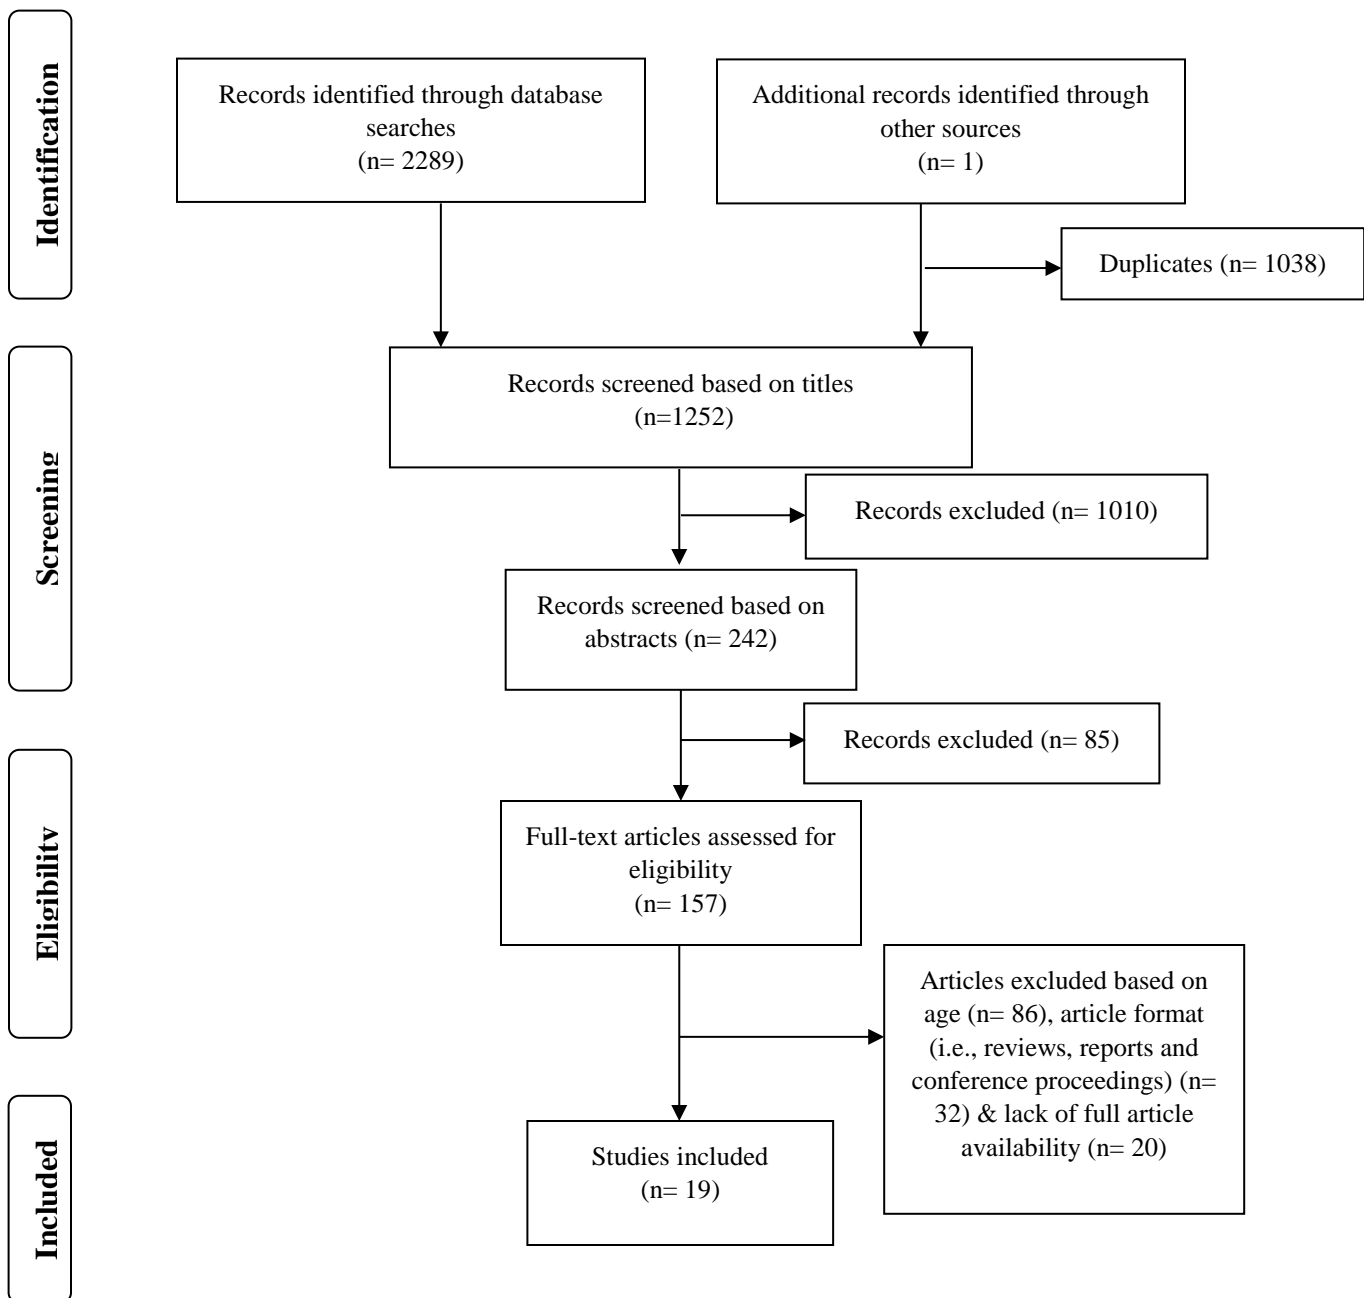 Identification
Records identified through database
searches
(n= 2289)
Additional records identified through
other sources
(n= 1)
Duplicates (n= 1038)
Screening
Records screened based on titles
(n=1252)
Records excluded (n= 1010)
Records screened based on
abstracts (n= 242)
Records excluded (n= 85)
Eligibility
Full-text articles assessed for
eligibility
(n= 157)
Articles excluded based on
age (n= 86), article format
(i.e., reviews, reports and
conference proceedings) (n=
32) & lack of full article
availability (n= 20)
Included
Studies included
(n= 19)